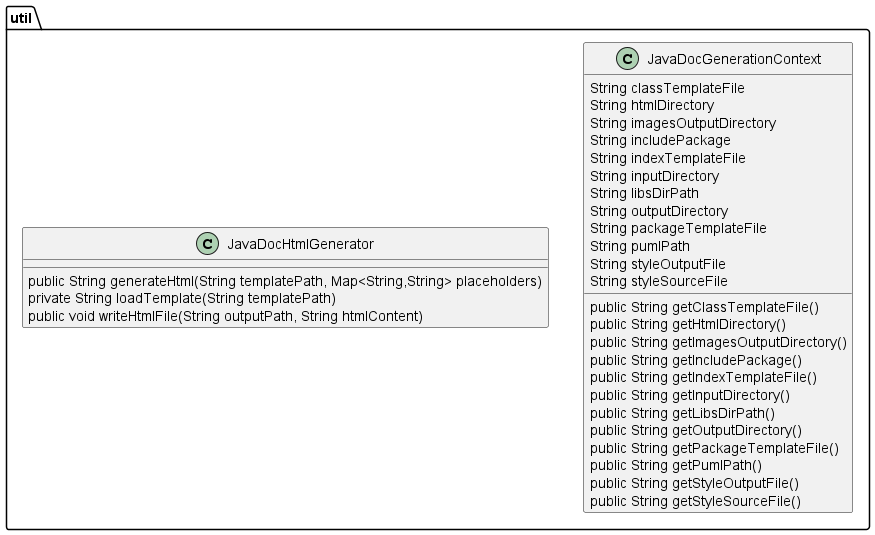 util
C JavaDocHtmlGenerator
public String generateHtml(String templatePath, Map<String,String> placeholders)
private String loadTemplate(String templatePath)
public void writeHtmlFile(String outputPath, String htmlContent)
C JavaDocGenerationContext
String classTemplateFile
String htmlDirectory
String imagesOutputDirectory
String includePackage
String indexTemplateFile
String inputDirectory
String libsDirPath
String outputDirectory
String packageTemplateFile
String pumlPath
String styleOutputFile
String styleSourceFile
public String getClassTemplateFile()
public String getHtmlDirectory()
public String getImagesOutputDirectory()
public String getIncludePackage()
public String getIndexTemplateFile()
public String getInputDirectory()
public String getLibsDirPath()
public String getOutputDirectory()
public String getPackageTemplateFile()
public String getPumlPath()
public String getStyleOutputFile()
public String getStyleSourceFile()